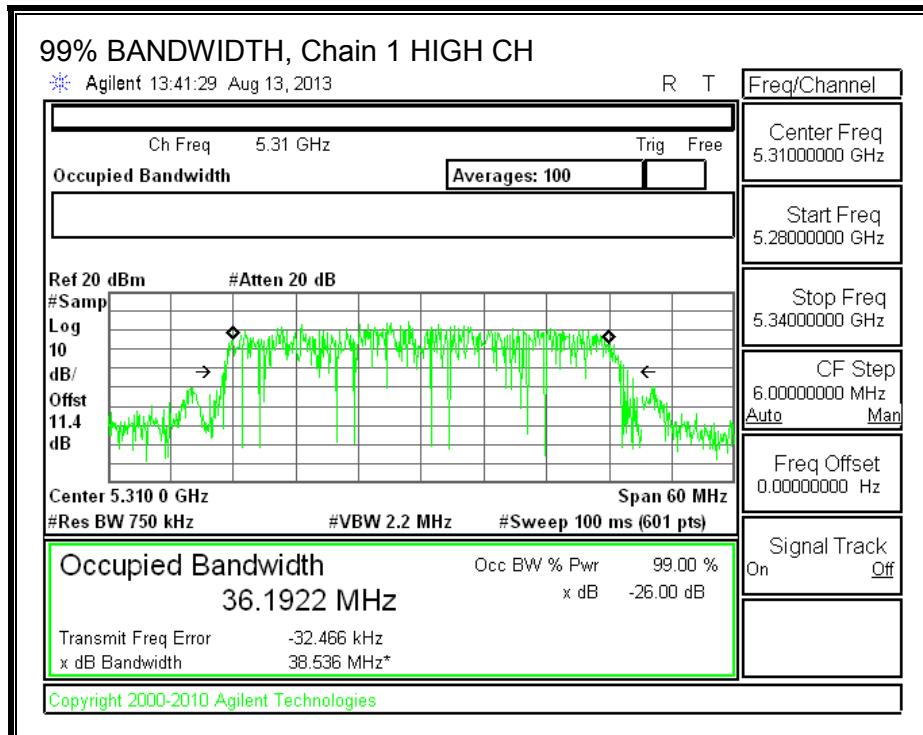 99% BANDWIDTH, Chain 1 HIGH CH
Agilent 13:41:29 Aug 13, 2013 R T
Ch Freq 5.31 GHz Trig Free
Occupied Bandwidth Averages: 100
Ref 20 dBm #Atten 20 dB
#Samp
Log
10
dB/
Offst
11.4
dB
Center 5.310 0 GHz Span 60 MHz
#Res BW 750 kHz #VBW 2.2 MHz #Sweep 100 ms (601 pts)
Occupied Bandwidth Occ BW % Pwr 99.00 %
36.1922 MHz x dB -26.00 dB
Transmit Freq Error -32.466 kHz
x dB Bandwidth 38.536 MHz*
Copyright 2000-2010 Agilent Technologies
Freq/Channel
Center Freq
5.31000000 GHz
Start Freq
5.28000000 GHz
Stop Freq
5.34000000 GHz
CF Step
6.00000000 MHz
Auto Man
Freq Offset
0.00000000 Hz
Signal Track
On Off